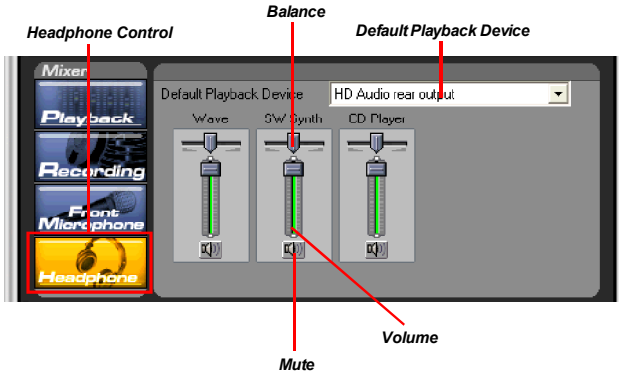 Balance
Headphone Control
Default Playback Device
Mixer
Default Playback Device
HD Audio rear output
Playback
Wave
SW Synth
CD Player
Recording
Front
Microphone
Headphone
Volume
Mute